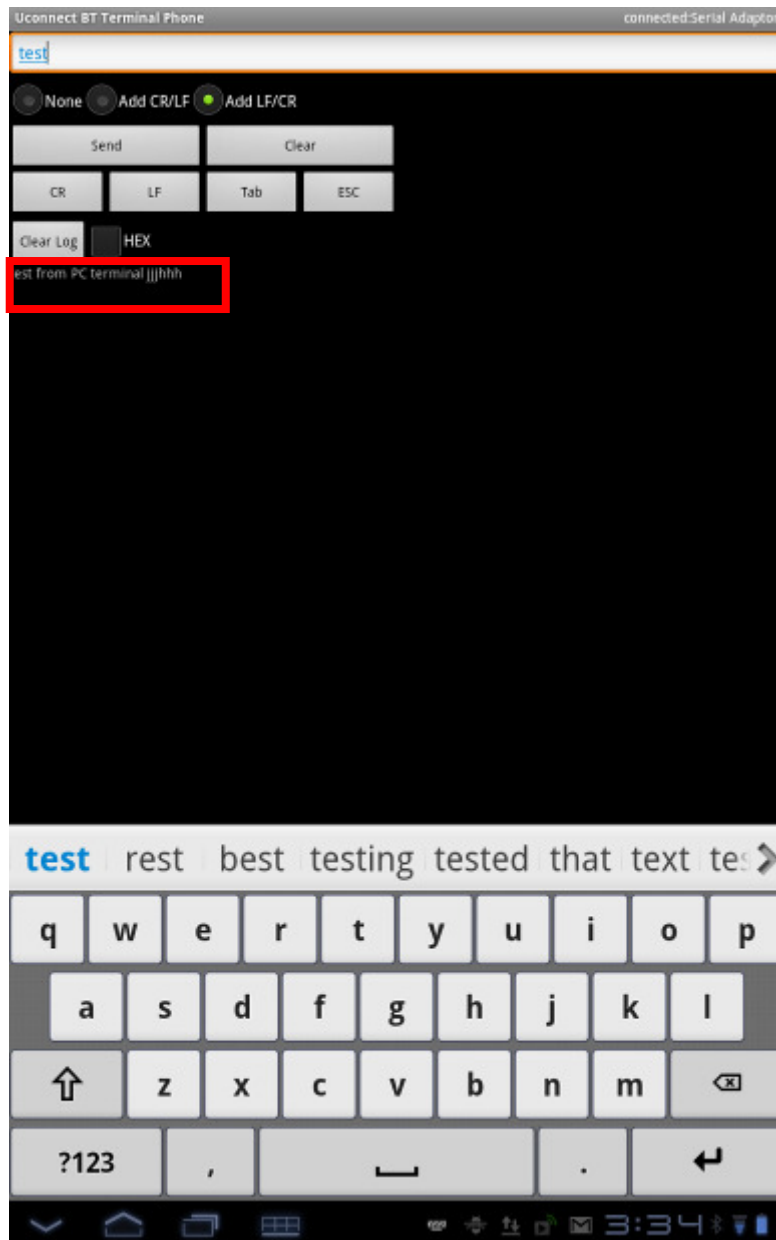 Uconnect BT Terminal Phone connected:Serial Adaptor
test
None Add CR/LF Add LF/CR
Send Clear
CR LF Tab ESC
Clear Log HEX
est from PC terminal jjjhhh
test rest best testing tested that text tes
q w e r t y u i o p
a s d f g h j k l
z x c v b n m
?123 , .
3:34